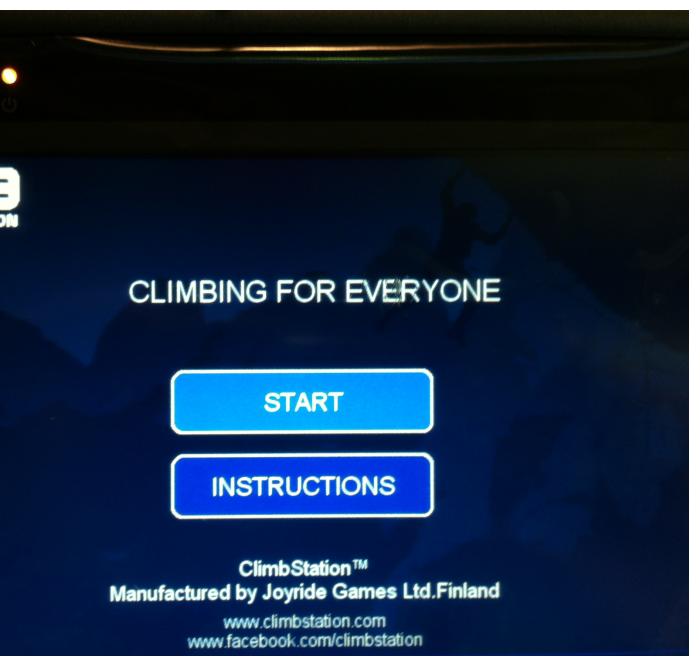 ON
CLIMBING FOR EVERYONE
START
INSTRUCTIONS
ClimbStation™
Manufactured by Joyride Games Ltd.Finland
www.climbstation.com
www.facebook.com/climbstation